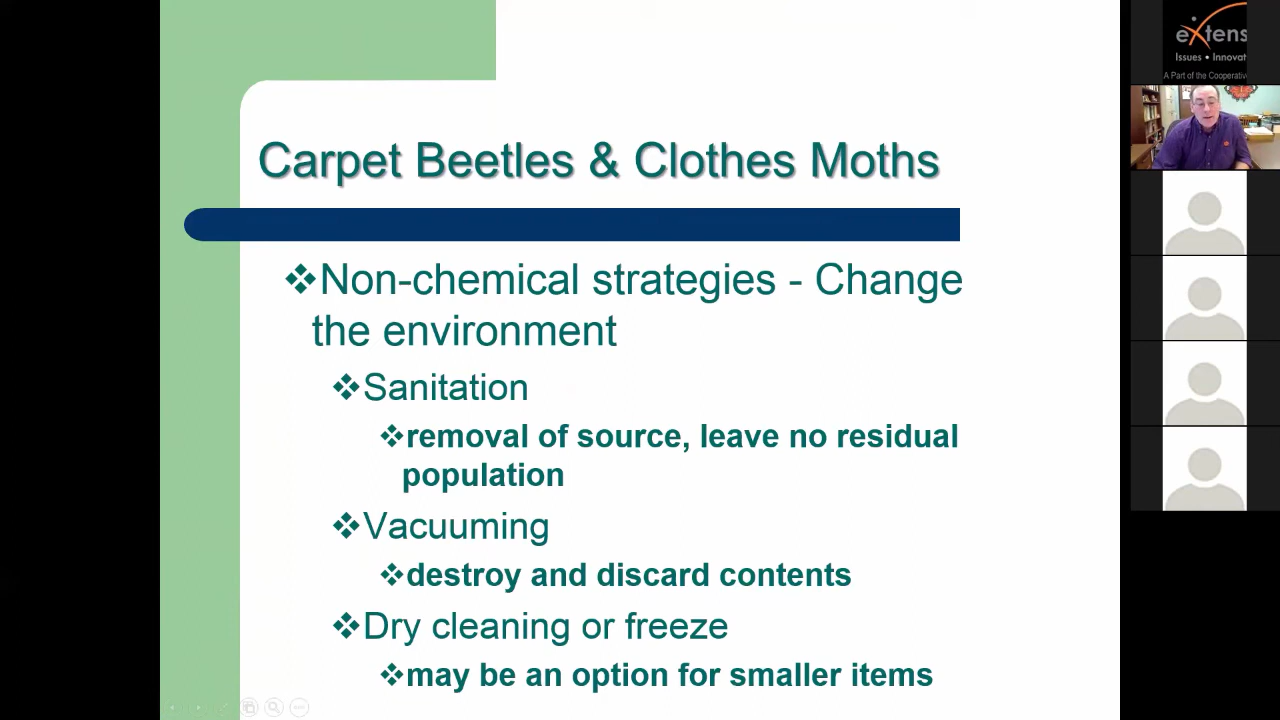 Carpet Beetles & Clothes Moths
❖Non-chemical strategies - Change
the environment
❖Sanitation
❖removal of source, leave no residual
population
❖Vacuuming
❖destroy and discard contents
❖Dry cleaning or freeze
❖may be an option for smaller items
eXtens
Issues • Innovat
A Part of the Cooperativ